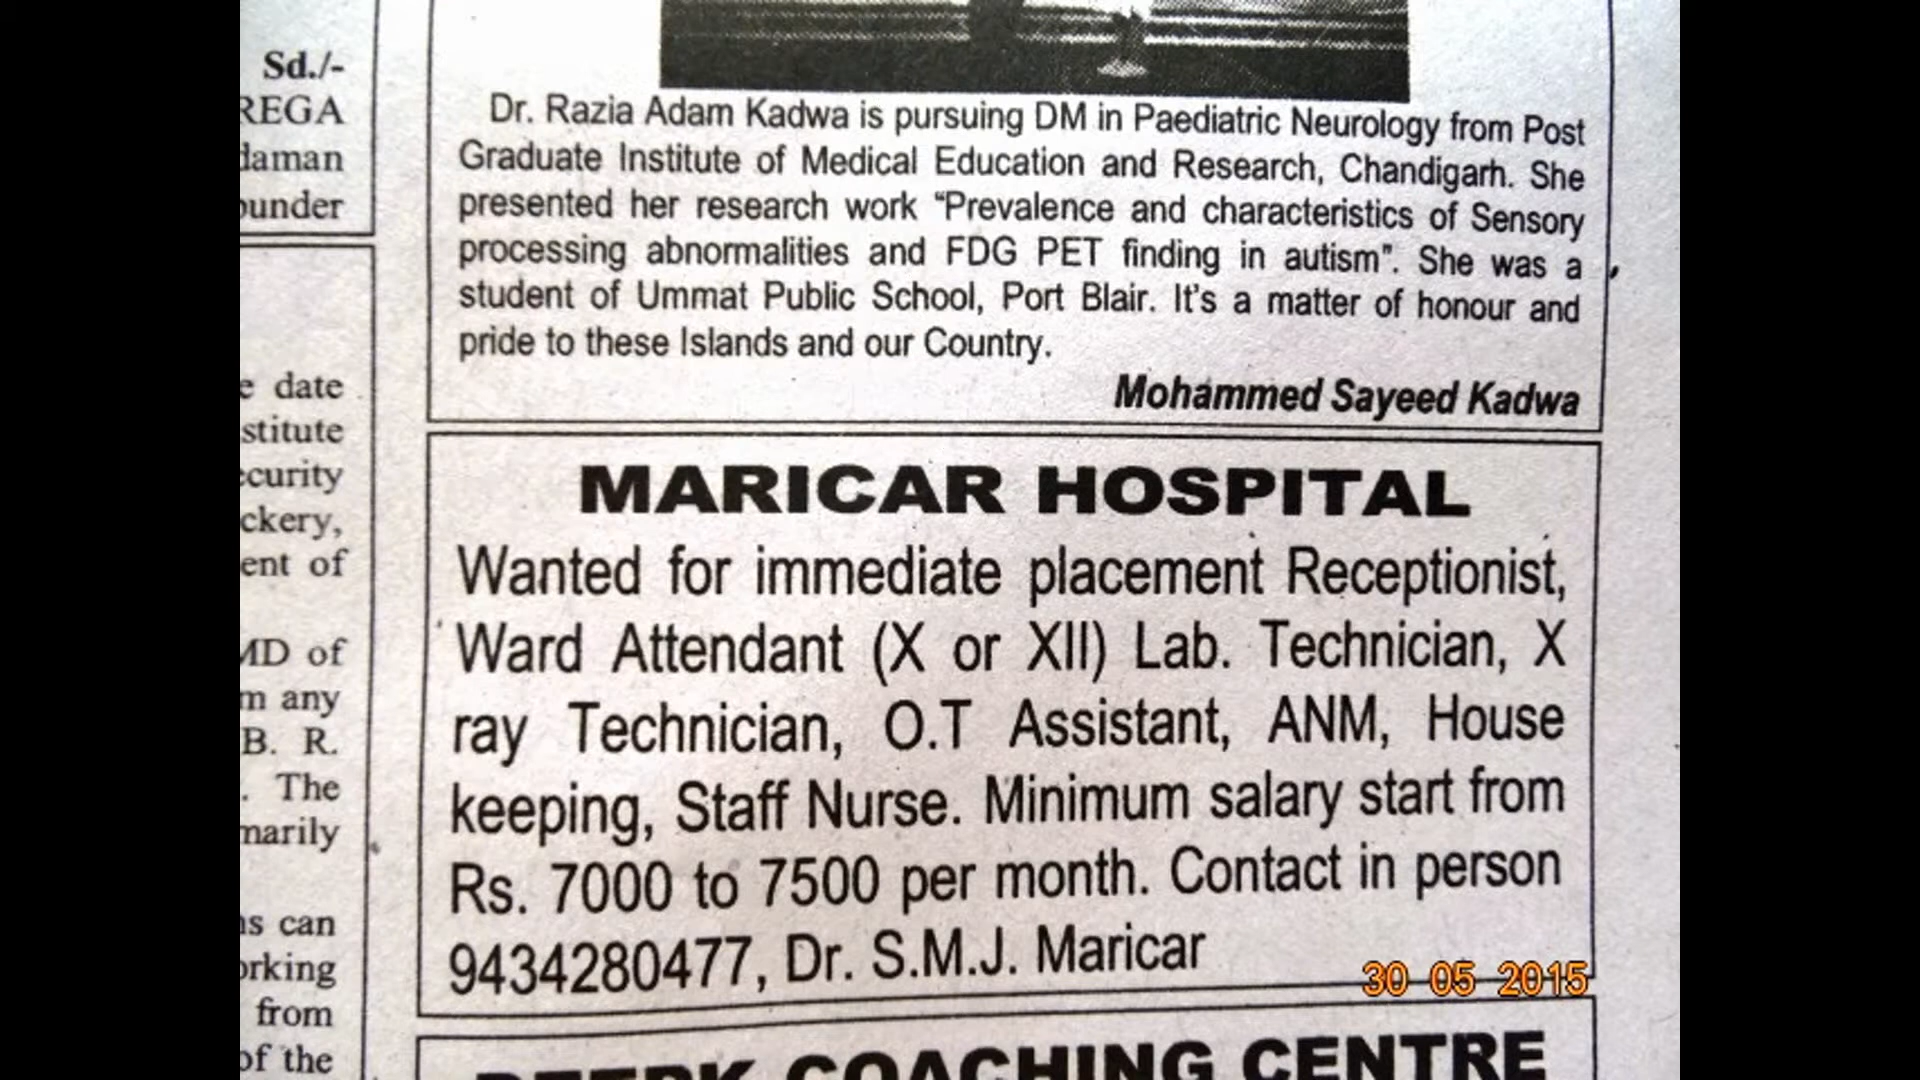 Sd./-
REGA
daman
ounder
e date
stitute
ecurity
ckery,
ent of
MD of
m any
B. R.
. The
marily
ns can
orking
from
of the
Dr. Razia Adam Kadwa is pursuing DM in Paediatric Neurology from Post
Graduate Institute of Medical Education and Research, Chandigarh. She
presented her research work “Prevalence and characteristics of Sensory
processing abnormalities and FDG PET finding in autism”. She was a
student of Ummat Public School, Port Blair. It's a matter of honour and
pride to these Islands and our Country.
Mohammed Sayeed Kadwa
MARICAR HOSPITAL
Wanted for immediate placement Receptionist,
Ward Attendant (X or XII) Lab. Technician, X
ray Technician, O.T Assistant, ANM, House
keeping, Staff Nurse. Minimum salary start from
Rs. 7000 to 7500 per month. Contact in person
9434280477, Dr. S.M.J. Maricar
30 05 2015
COACHING CENTRE